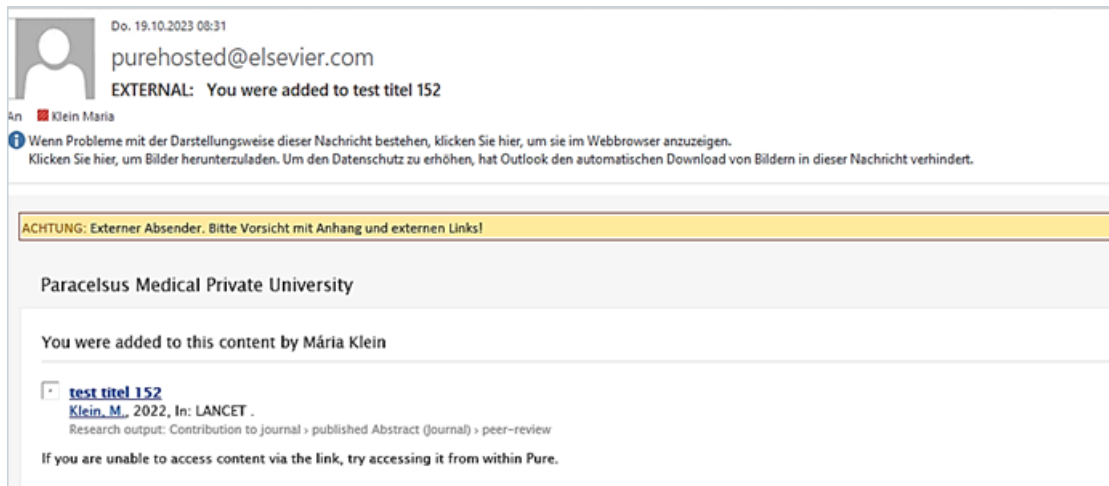 Do. 19.10.2023 08:31
purehosted@elsevier.com
EXTERNAL: You were added to test titel 152
An Klein Maria
Wenn Probleme mit der Darstellungsweise dieser Nachricht bestehen, klicken Sie hier, um sie im Webbrowser anzuzeigen.
Klicken Sie hier, um Bilder herunterzuladen. Um den Datenschutz zu erhöhen, hat Outlook den automatischen Download von Bildern in dieser Nachricht verhindert.
ACHTUNG: Externer Absender. Bitte Vorsicht mit Anhang und externen Links!
Paracelsus Medical Private University
You were added to this content by Mária Klein
test titel 152
Klein, M., 2022, In: LANCET .
Research output: Contribution to journal › published Abstract (Journal) › peer-review
If you are unable to access content via the link, try accessing it from within Pure.